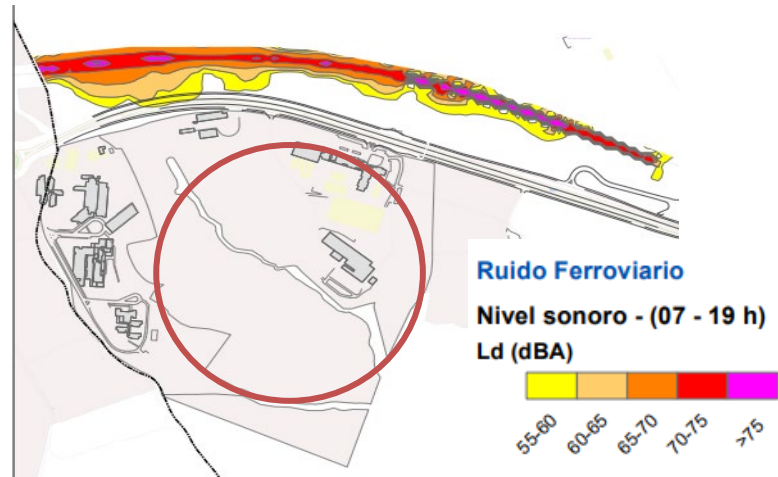 Ruido Ferroviario
Nivel sonoro - (07 - 19 h)
Ld (dBA)
55-60
60-65
65-70
70-75
>75